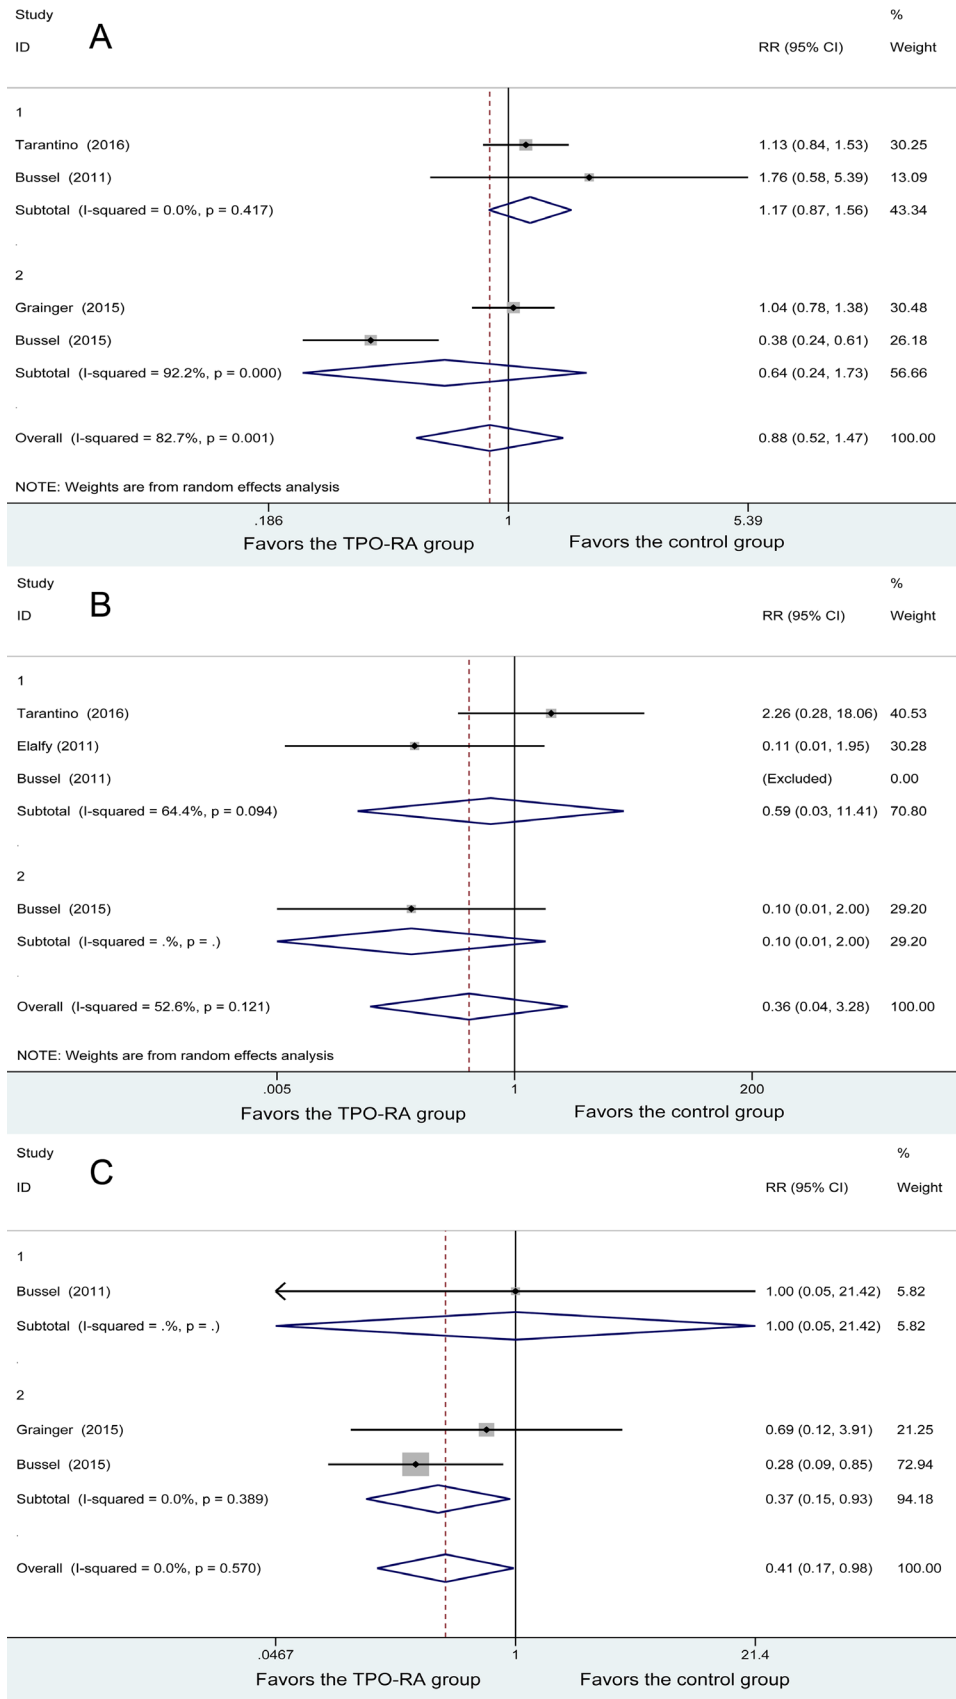 Study %
A
ID RR (95% CI) Weight
1
Tarantino (2016) 1.13 (0.84, 1.53) 30.25
Bussel (2011) 1.76 (0.58, 5.39) 13.09
Subtotal (I-squared = 0.0%, p = 0.417) 1.17 (0.87, 1.56) 43.34
.
2
Grainger (2015) 1.04 (0.78, 1.38) 30.48
Bussel (2015) 0.38 (0.24, 0.61) 26.18
Subtotal (I-squared = 92.2%, p = 0.000) 0.64 (0.24, 1.73) 56.66
.
Overall (I-squared = 82.7%, p = 0.001) 0.88 (0.52, 1.47) 100.00
NOTE: Weights are from random effects analysis
.186 1 5.39
Favors the TPO-RA group Favors the control group
Study %
B
ID RR (95% CI) Weight
1
Tarantino (2016) 2.26 (0.28, 18.06) 40.53
Elalfy (2011) 0.11 (0.01, 1.95) 30.28
Bussel (2011) (Excluded) 0.00
Subtotal (I-squared = 64.4%, p = 0.094) 0.59 (0.03, 11.41) 70.80
.
2
Bussel (2015) 0.10 (0.01, 2.00) 29.20
Subtotal (I-squared = .%, p = .) 0.10 (0.01, 2.00) 29.20
.
Overall (I-squared = 52.6%, p = 0.121) 0.36 (0.04, 3.28) 100.00
NOTE: Weights are from random effects analysis
.005 1 200
Favors the TPO-RA group Favors the control group
Study %
C
ID RR (95% CI) Weight
1
Bussel (2011) 1.00 (0.05, 21.42) 5.82
Subtotal (I-squared = .%, p = .) 1.00 (0.05, 21.42) 5.82
.
2
Grainger (2015) 0.69 (0.12, 3.91) 21.25
Bussel (2015) 0.28 (0.09, 0.85) 72.94
Subtotal (I-squared = 0.0%, p = 0.389) 0.37 (0.15, 0.93) 94.18
.
Overall (I-squared = 0.0%, p = 0.570) 0.41 (0.17, 0.98) 100.00
.0467 1 21.4
Favors the TPO-RA group Favors the control group